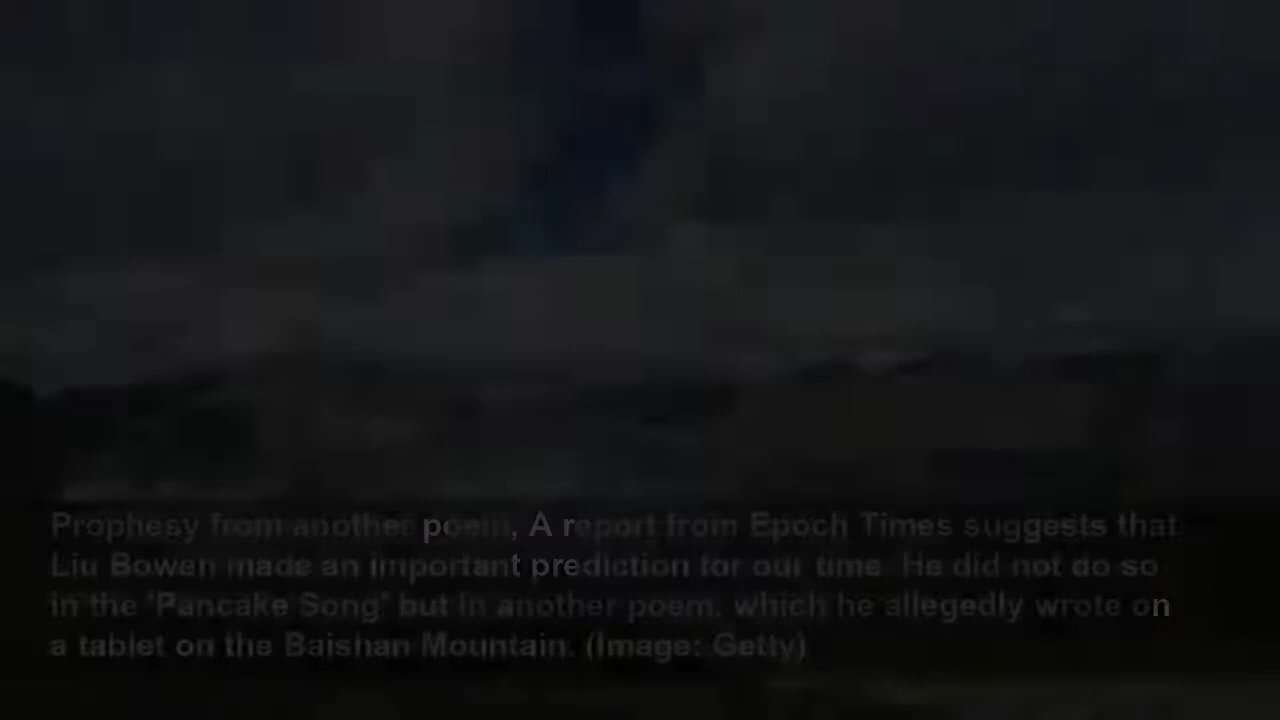 Prophesy from another poem, A report from Epoch Times suggests that
Liu Bowen made an important prediction for our time. He did not do so
in the 'Pancake Song' but in another poem, which he allegedly wrote on
a tablet on the Baishan Mountain. (Image: Getty)